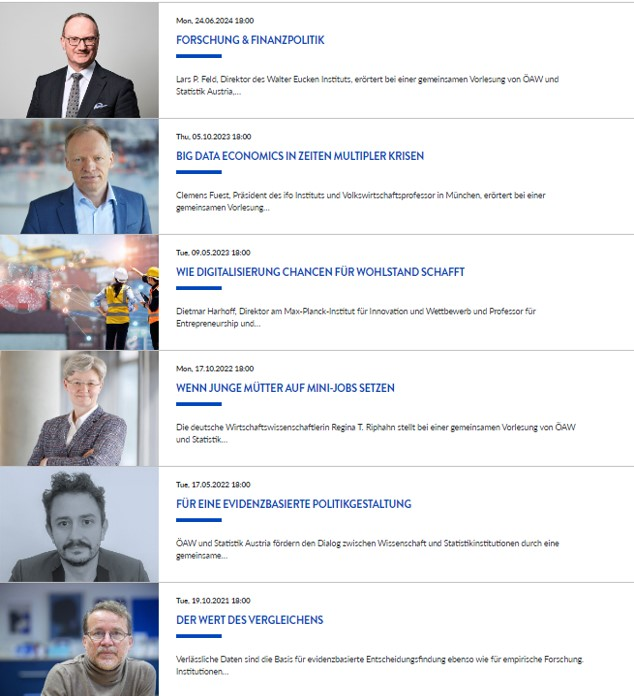 Mon, 24.06.2024 18:00
FORSCHUNG & FINANZPOLITIK
Lars P. Feld, Direktor des Walter Eucken Instituts, erörtert bei einer gemeinsamen Vorlesung von ÖAW und
Statistik Austria,...
Thu, 05.10.2023 18:00
BIG DATA ECONOMICS IN ZEITEN MULTIPLER KRISEN
Clemens Fuest, Präsident des ifo Instituts und Volkswirtschaftsprofessor in München, erörtert bei einer
gemeinsamen Vorlesung...
Tue, 09.05.2023 18:00
WIE DIGITALISIERUNG CHANCEN FÜR WOHLSTAND SCHAFFT
Dietmar Harhoff, Direktor am Max-Planck-Institut für Innovation und Wettbewerb und Professor für
Entrepreneurship und...
Mon, 17.10.2022 18:00
WENN JUNGE MÜTTER AUF MINI-JOBS SETZEN
Die deutsche Wirtschaftswissenschaftlerin Regina T. Riphahn stellt bei einer gemeinsamen Vorlesung von ÖAW
und Statistik...
Tue, 17.05.2022 18:00
FÜR EINE EVIDENZBASIERTE POLITIKGESTALTUNG
ÖAW und Statistik Austria fördern den Dialog zwischen Wissenschaft und Statistikinstitutionen durch eine
gemeinsame...
Tue, 19.10.2021 18:00
DER WERT DES VERGLEICHENS
Verlässliche Daten sind die Basis für evidenzbasierte Entscheidungsfindung ebenso wie für empirische Forschung.
Institutionen...